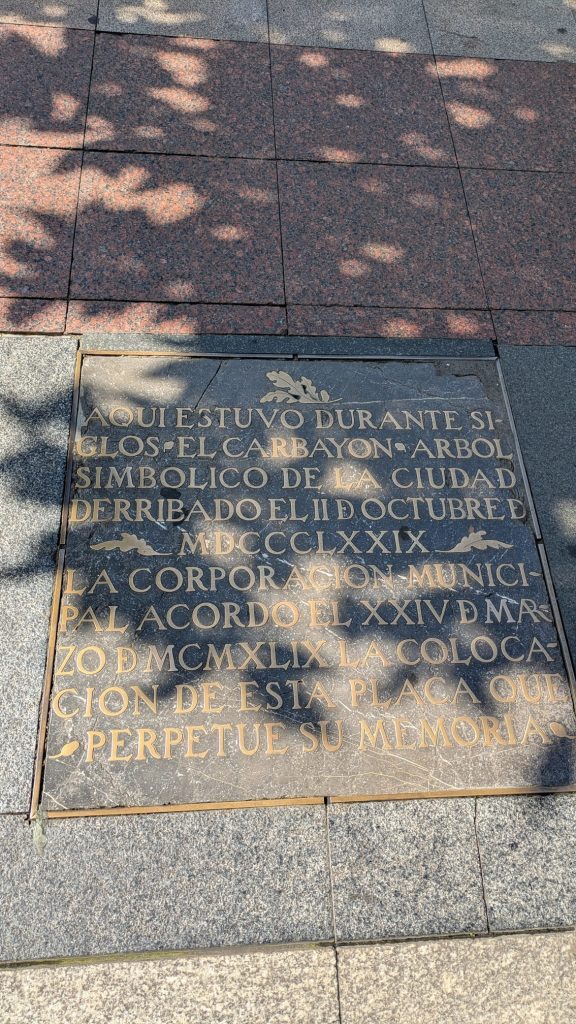 AQUI ESTUVO DURANTE SI-
GLOS·EL CARBAYON·ARBOL
SIMBOLICO DE LA CIUDAD
DERRIBADO EL II Đ OCTUBRE Đ
MDCCCLXXIX
LA CORPORACION MUNICI-
PAL ACORDO EL XXIV Đ MAR-
ZO Đ MCMXLIX LA COLOCA-
CION DE ESTA PLACA QUE
PERPETUE SU MEMORIA